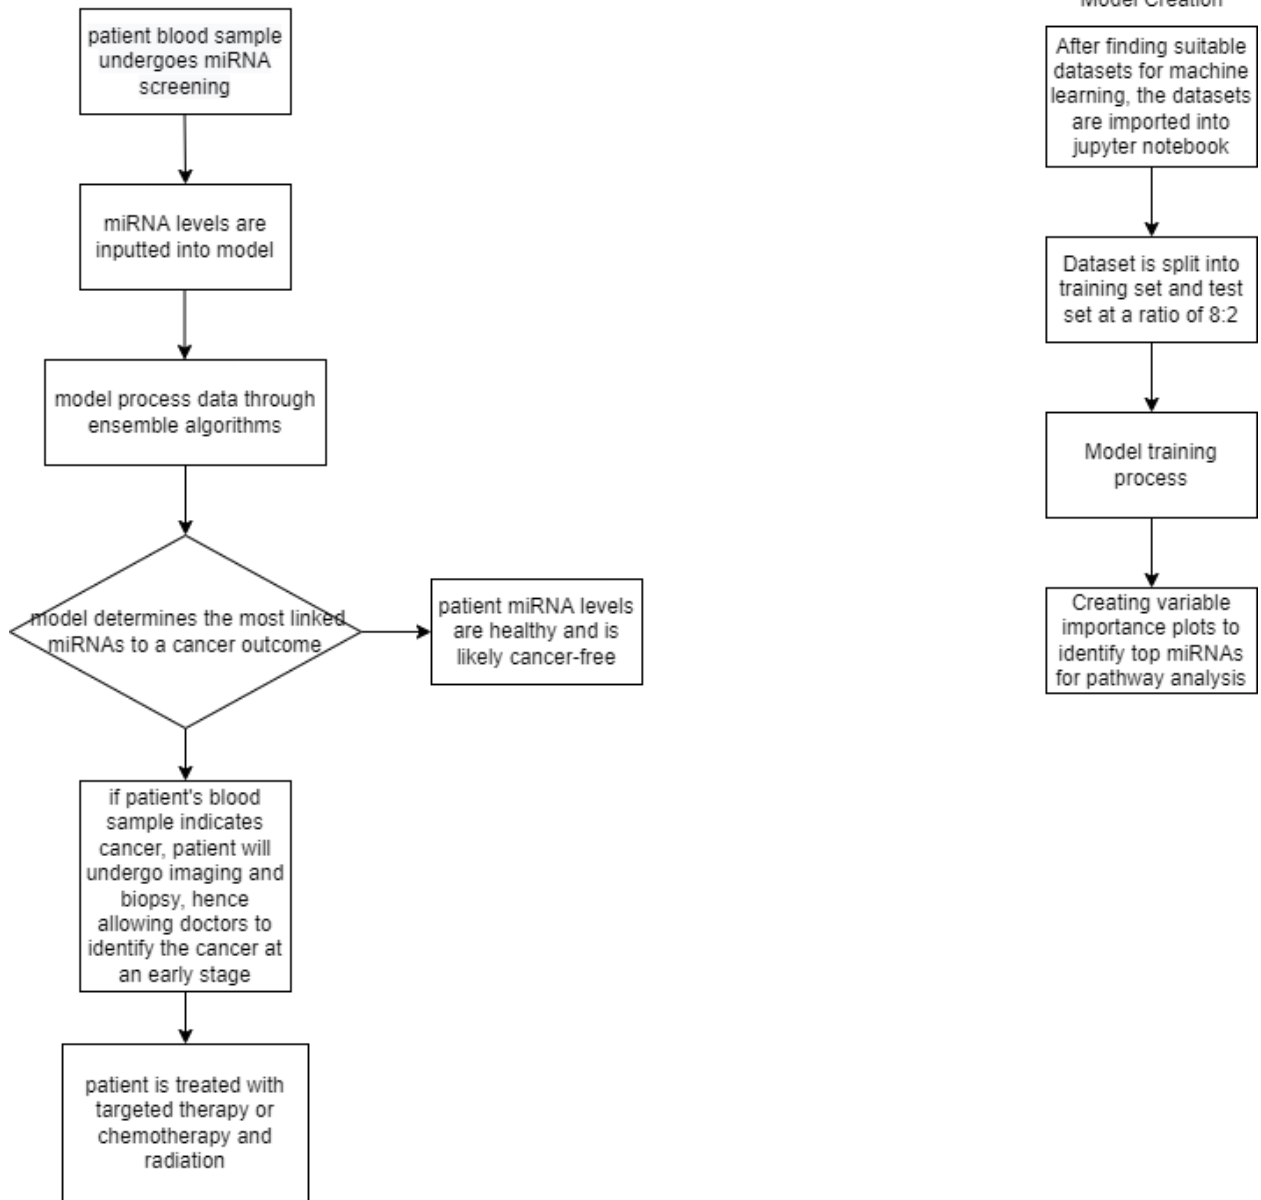 patient blood sample
undergoes miRNA
screening
miRNA levels are
inputted into model
model process data through
ensemble algorithms
model determines the most linked
miRNAs to a cancer outcome
patient miRNA levels
are healthy and is
likely cancer-free
if patient's blood
sample indicates
cancer, patient will
undergo imaging and
biopsy, hence
allowing doctors to
identify the cancer at
an early stage
patient is treated with
targeted therapy or
chemotherapy and
radiation
Model Creation
After finding suitable
datasets for machine
learning, the datasets
are imported into
jupyter notebook
Dataset is split into
training set and test
set at a ratio of 8:2
Model training
process
Creating variable
importance plots to
identify top miRNAs
for pathway analysis